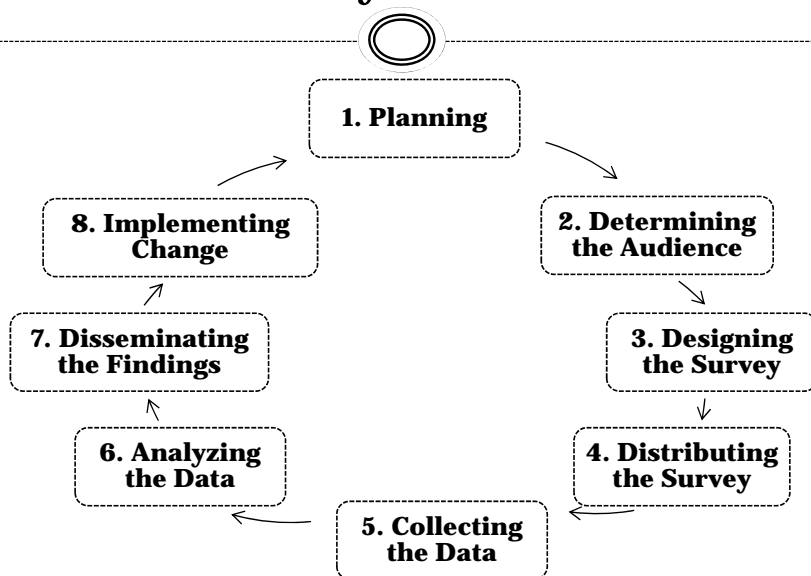 1. Planning
2. Determining
the Audience
3. Designing
the Survey
4. Distributing
the Survey
5. Collecting
the Data
6. Analyzing
the Data
7. Disseminating
the Findings
8. Implementing
Change